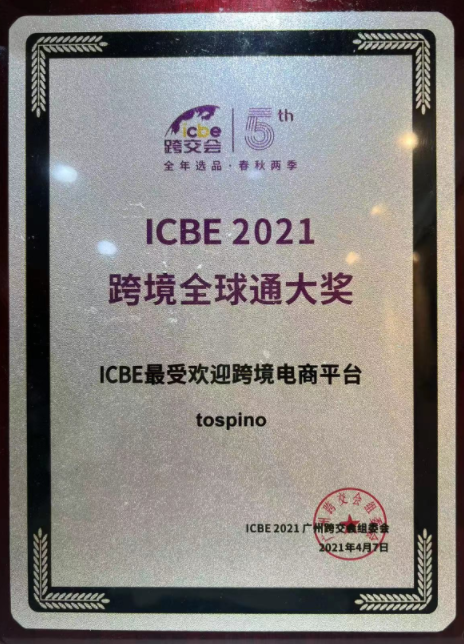 icbe
跨交会
5th
全年选品·春秋两季
ICBE 2021
跨境全球通大奖
ICBE最受欢迎跨境电商平台
tospino
ICBE 2021 广州跨交会组委会
2021年4月7日